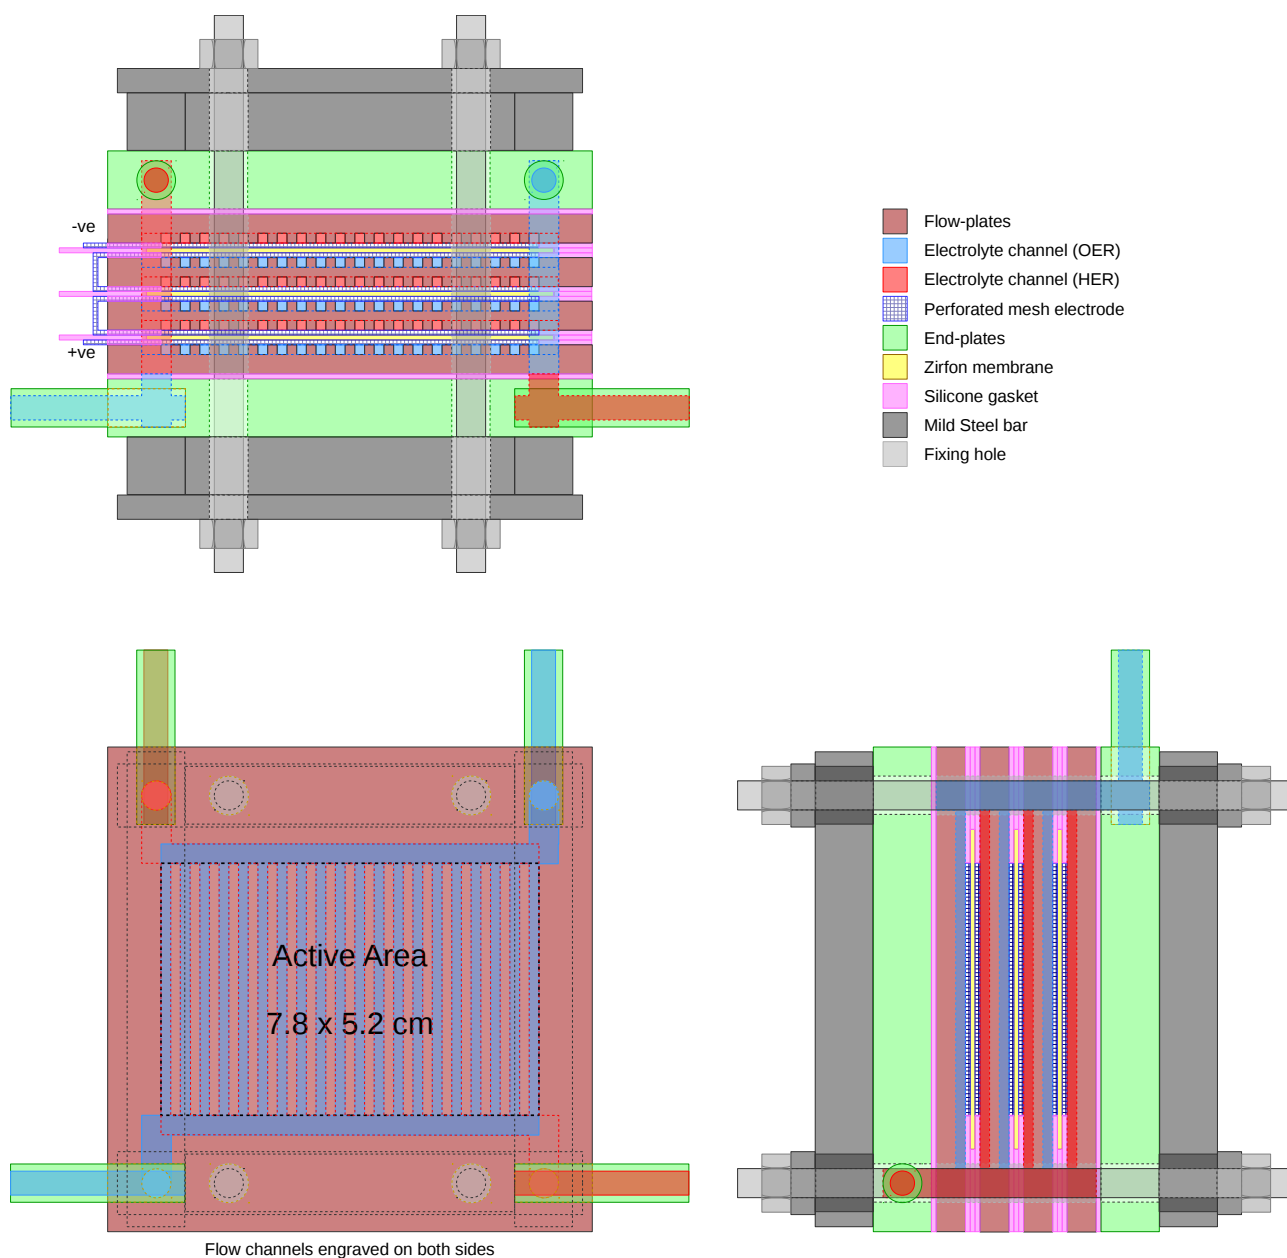 -ve
+ve
Flow-plates
Electrolyte channel (OER)
Electrolyte channel (HER)
Perforated mesh electrode
End-plates
Zirfon membrane
Silicone gasket
Mild Steel bar
Fixing hole
Active Area
7.8 x 5.2 cm
Flow channels engraved on both sides